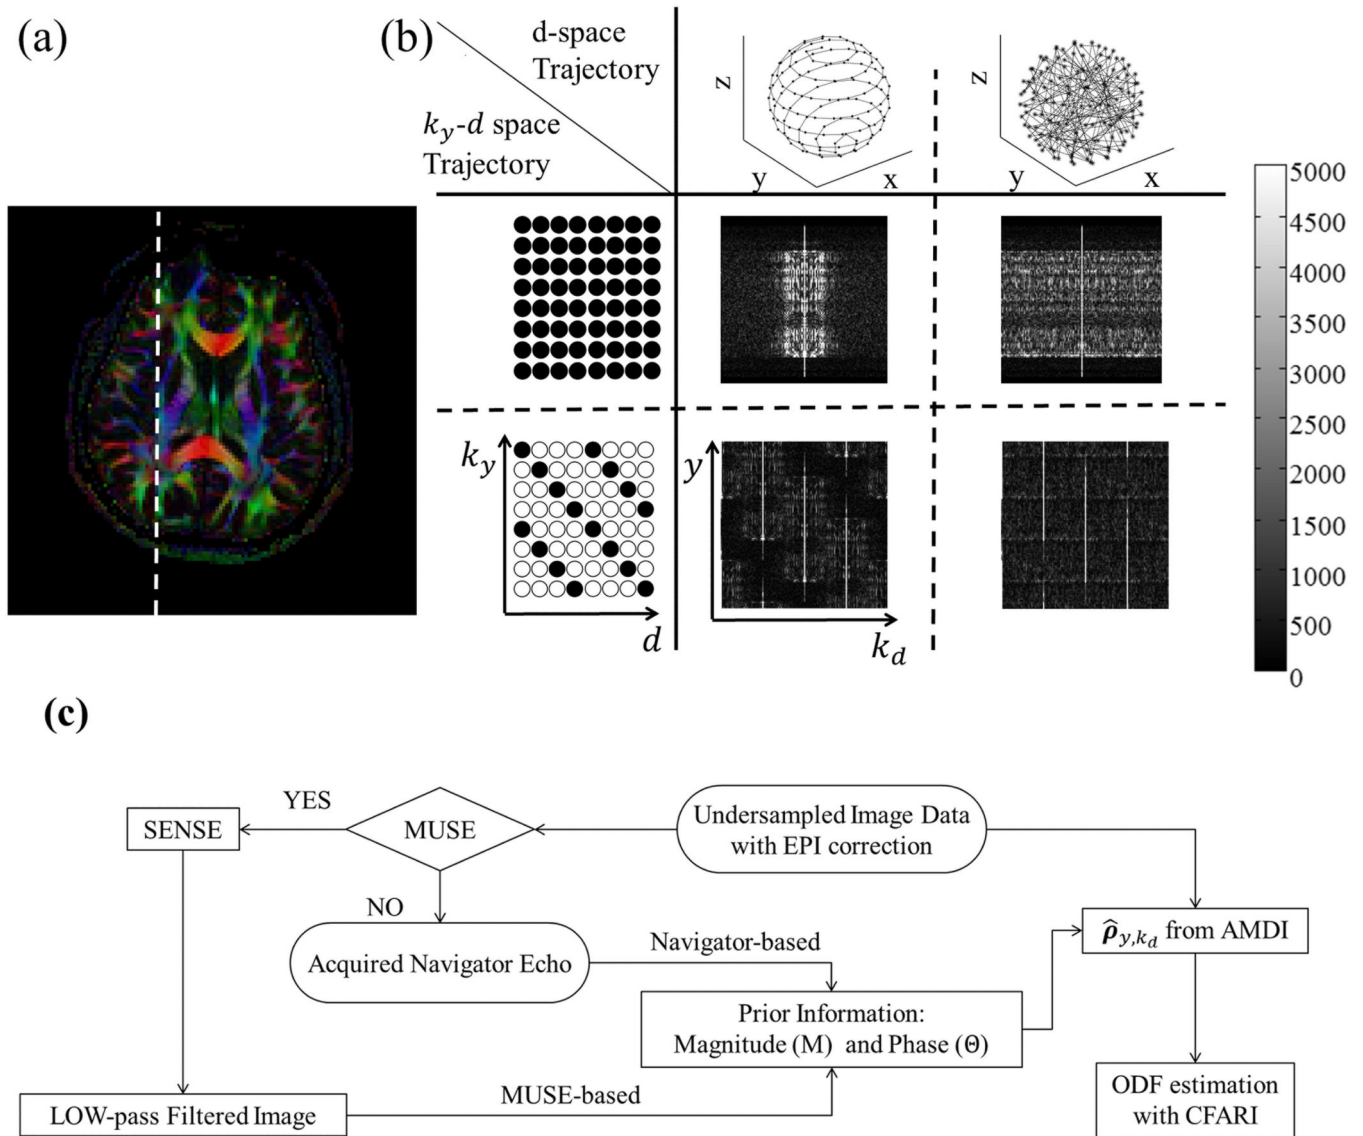 (a)
(b)
d-space
Trajectory
k_y-d space
Trajectory
z
y
x
z
y
x
k_y
d
y
k_d
5000
4500
4000
3500
3000
2500
2000
1500
1000
500
0
(c)
YES
SENSE
MUSE
Undersampled Image Data
with EPI correction
NO
Acquired Navigator Echo
Navigator-based
ρ̂_{y,k_d} from AMDI
Prior Information:
Magnitude (M) and Phase (Θ)
MUSE-based
LOW-pass Filtered Image
ODF estimation
with CFARI